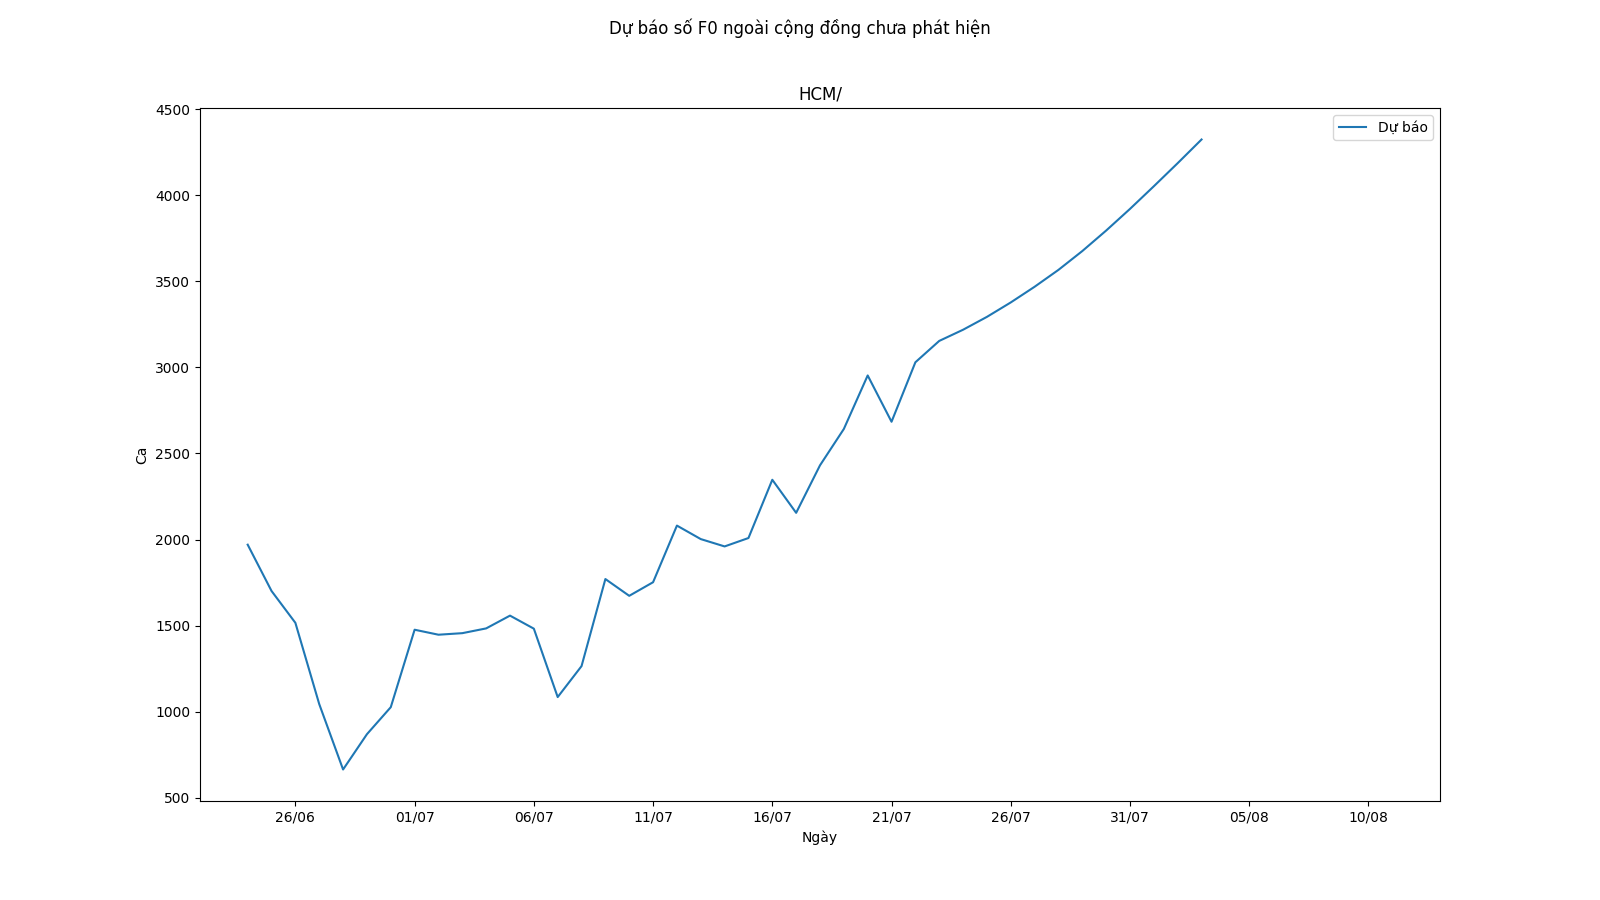 Dự báo số F0 ngoài cộng đồng chưa phát hiện
HCM/
Dự báo
4500
4000
3500
3000
2500
2000
1500
1000
500
Ca
26/06 01/07 06/07 11/07 16/07 21/07 26/07 31/07 05/08 10/08
Ngày